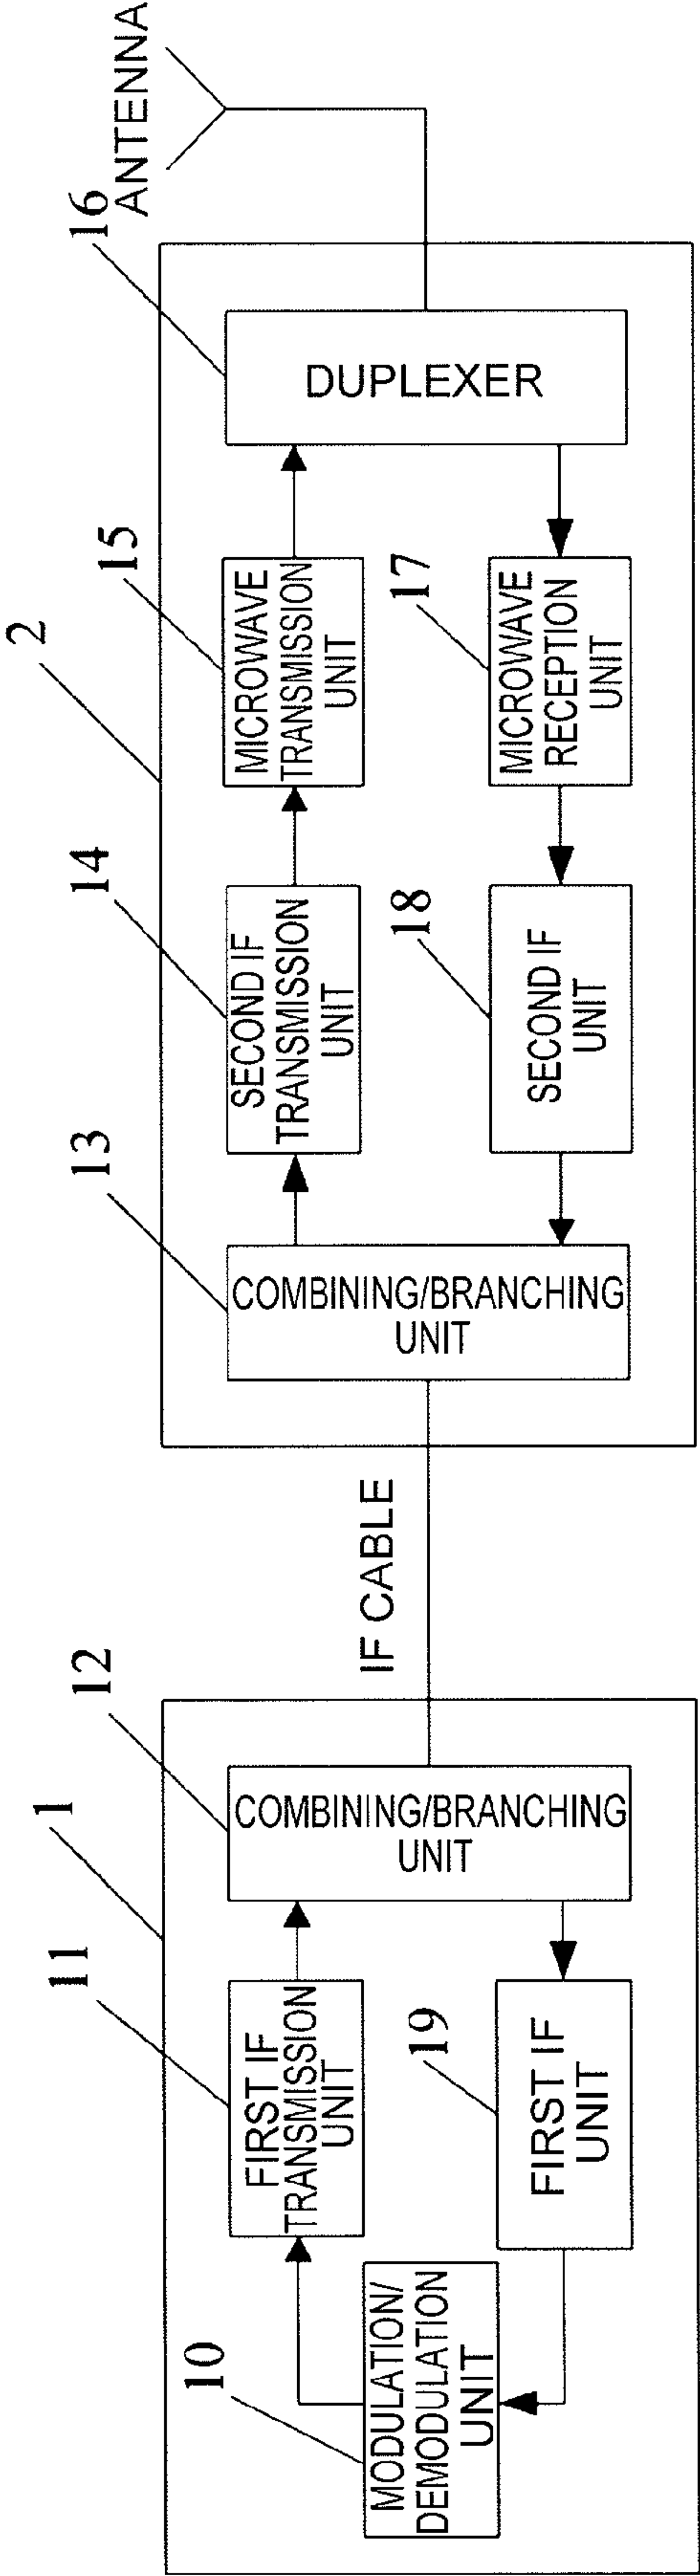 1
11
12
FIRST IF
TRANSMISSION
UNIT
COMBINING/BRANCHING
UNIT
10
MODULATION/
DEMODULATION
UNIT
19
FIRST IF
UNIT
IF CABLE
2
13
14
15
16
ANTENNA
COMBINING/BRANCHING
UNIT
SECOND IF
TRANSMISSION
UNIT
MICROWAVE
TRANSMISSION
UNIT
DUPLEXER
18
17
SECOND IF
UNIT
MICROWAVE
RECEPTION
UNIT